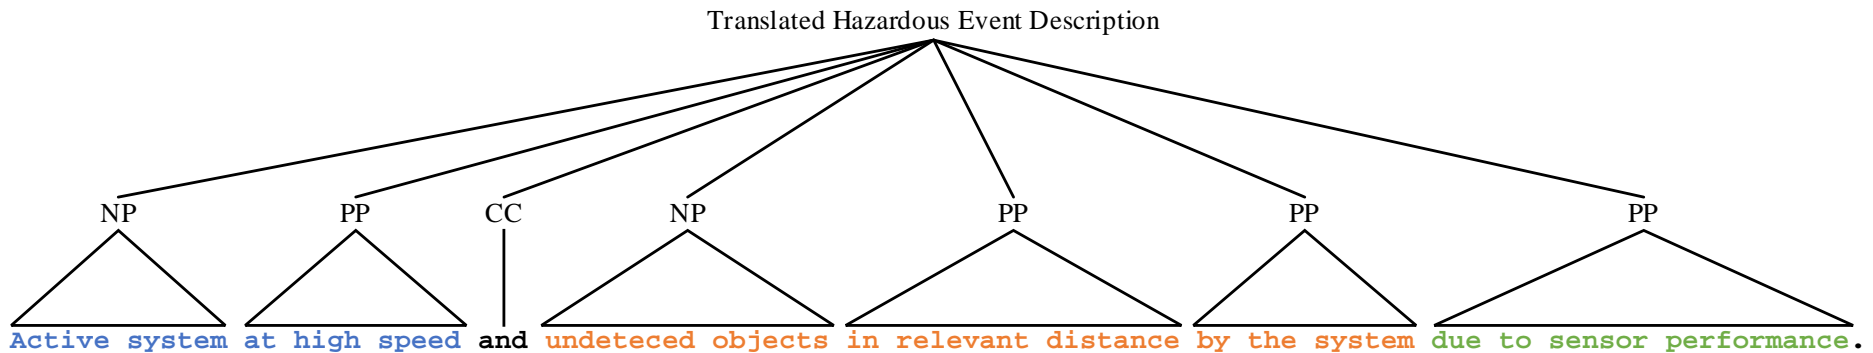 Translated Hazardous Event Description
NP PP CC NP PP PP PP
Active system at high speed and undeteced objects in relevant distance by the system due to sensor performance.